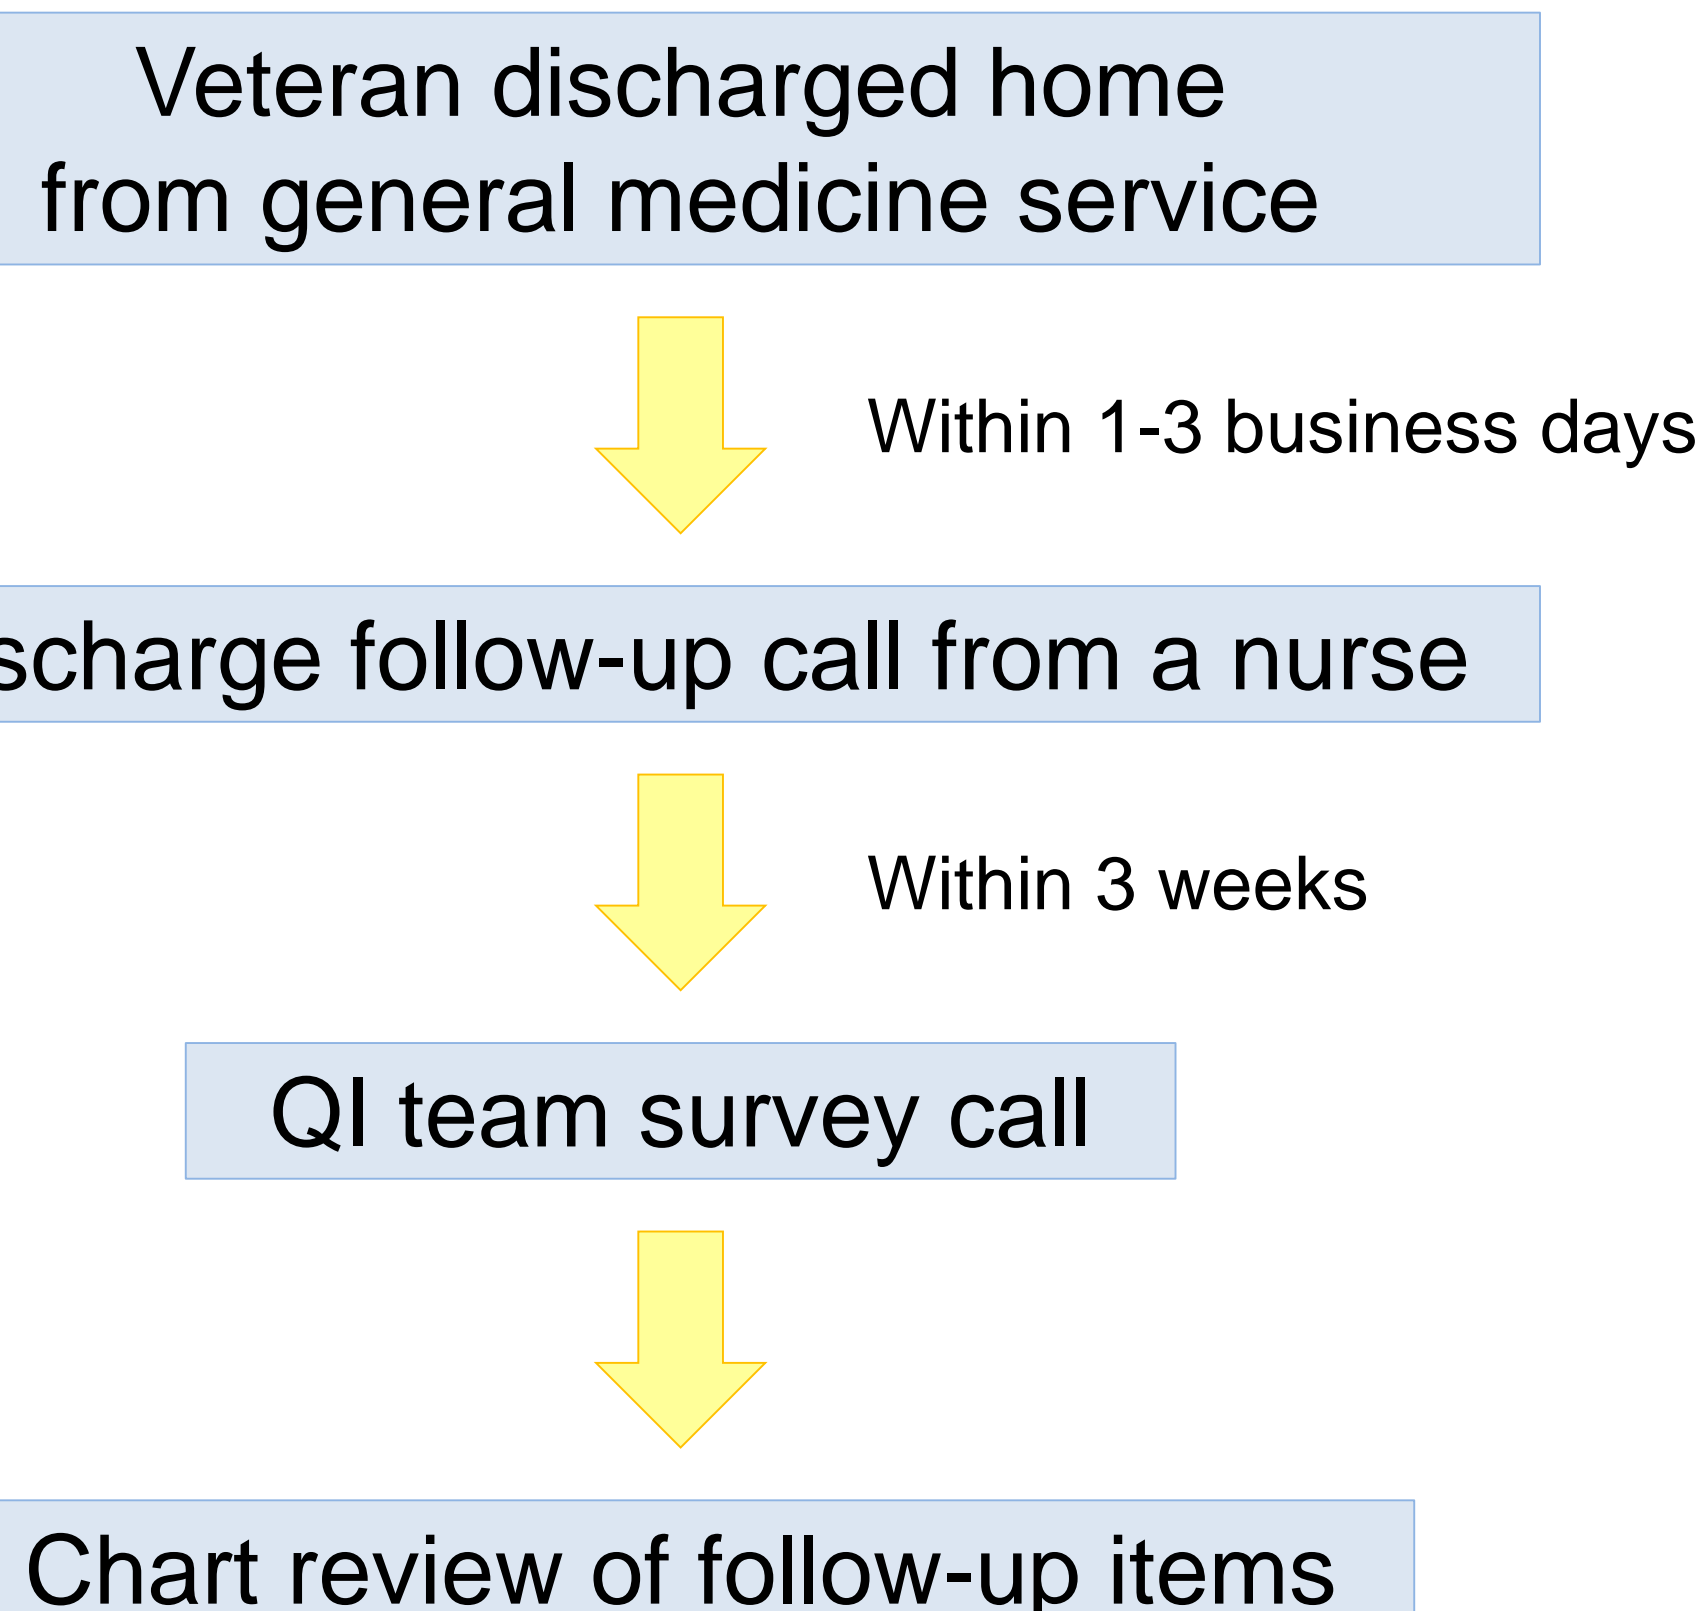 Veteran discharged home
from general medicine service
Within 1-3 business days
scharge follow-up call from a nurse
Within 3 weeks
QI team survey call
Chart review of follow-up items